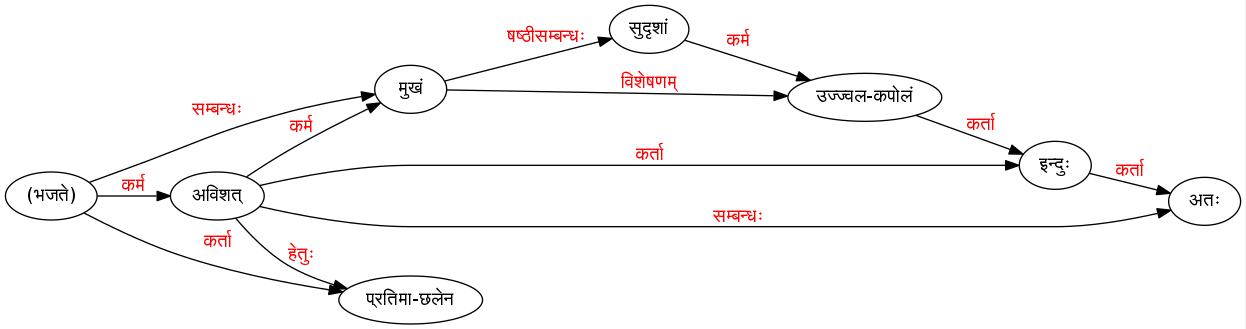 सुदृशां
षष्ठीसम्बन्धः
कर्म
मुखं
विशेषणम्
उज्ज्वल-कपोलं
सम्बन्धः
कर्म
कर्ता
कर्ता
इन्दुः
कर्ता
(भजते)
कर्म
अविशत्
अतः
सम्बन्धः
कर्ता
हेतुः
प्रतिमा-छलेन